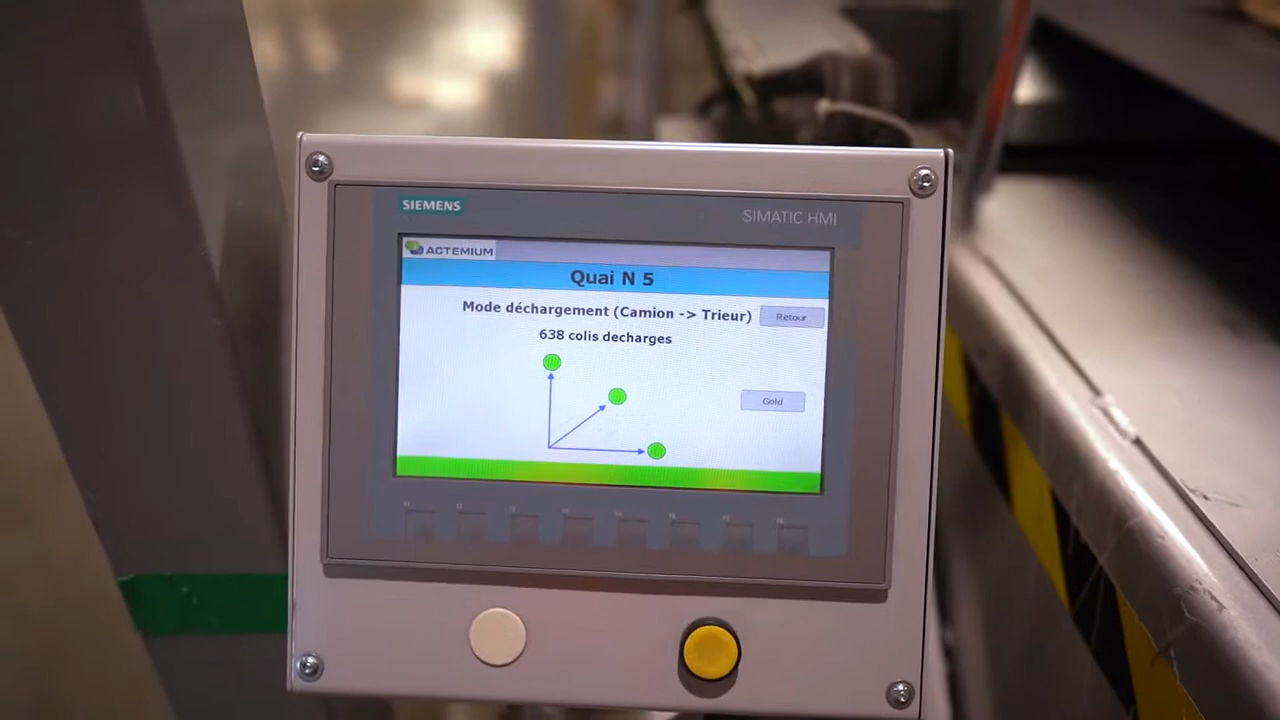 SIEMENS
SIMATIC HMI
ACTEMIUM
Quai N 5
Mode déchargement (Camion -> Trieur)
Retour
638 colis decharges
Gold